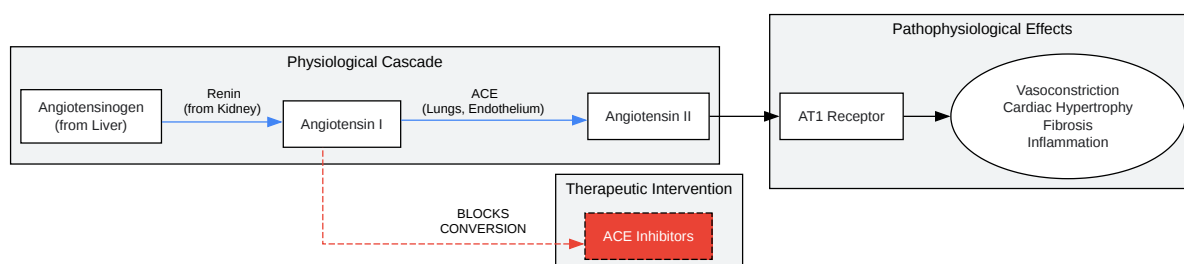 Pathophysiological Effects
Physiological Cascade
Angiotensinogen
(from Liver)
Renin
(from Kidney)
Angiotensin I
ACE
(Lungs, Endothelium)
Angiotensin II
AT1 Receptor
Vasoconstriction
Cardiac Hypertrophy
Fibrosis
Inflammation
Therapeutic Intervention
BLOCKS
CONVERSION
ACE Inhibitors